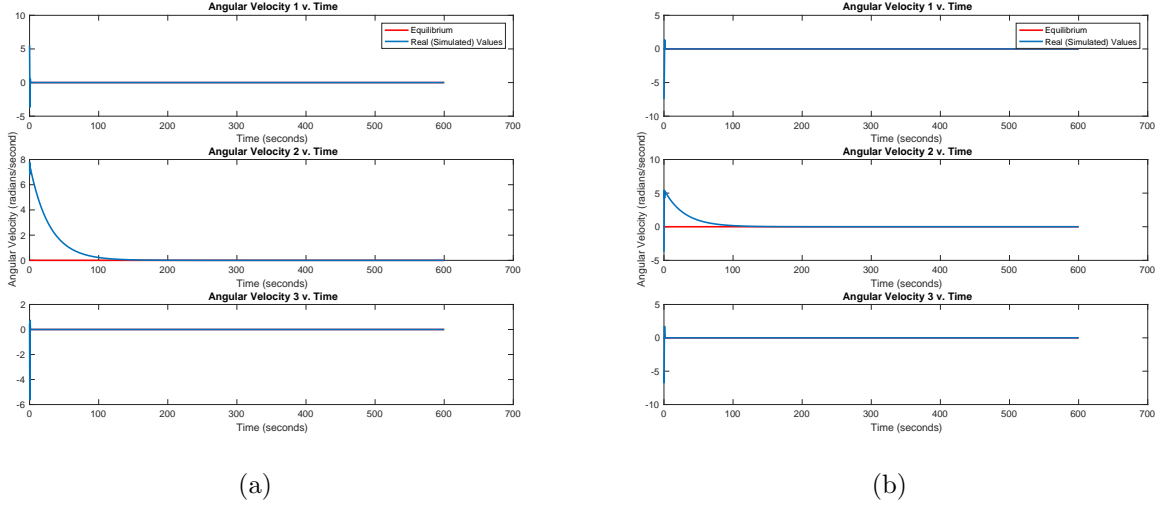 Angular Velocity 1 v. Time
10
5
0
-5
0 100 200 300 400 500 600 700
Time (seconds)
Equilibrium
Real (Simulated) Values
Angular Velocity (radians/second)
Angular Velocity 2 v. Time
8
6
4
2
0
0 100 200 300 400 500 600 700
Time (seconds)
Angular Velocity 3 v. Time
2
0
-2
-4
-6
0 100 200 300 400 500 600 700
Time (seconds)
(a)
Angular Velocity 1 v. Time
5
0
-5
-10
0 100 200 300 400 500 600 700
Time (seconds)
Equilibrium
Real (Simulated) Values
Angular Velocity (radians/second)
Angular Velocity 2 v. Time
10
5
0
-5
0 100 200 300 400 500 600 700
Time (seconds)
Angular Velocity 3 v. Time
5
0
-5
-10
0 100 200 300 400 500 600 700
Time (seconds)
(b)